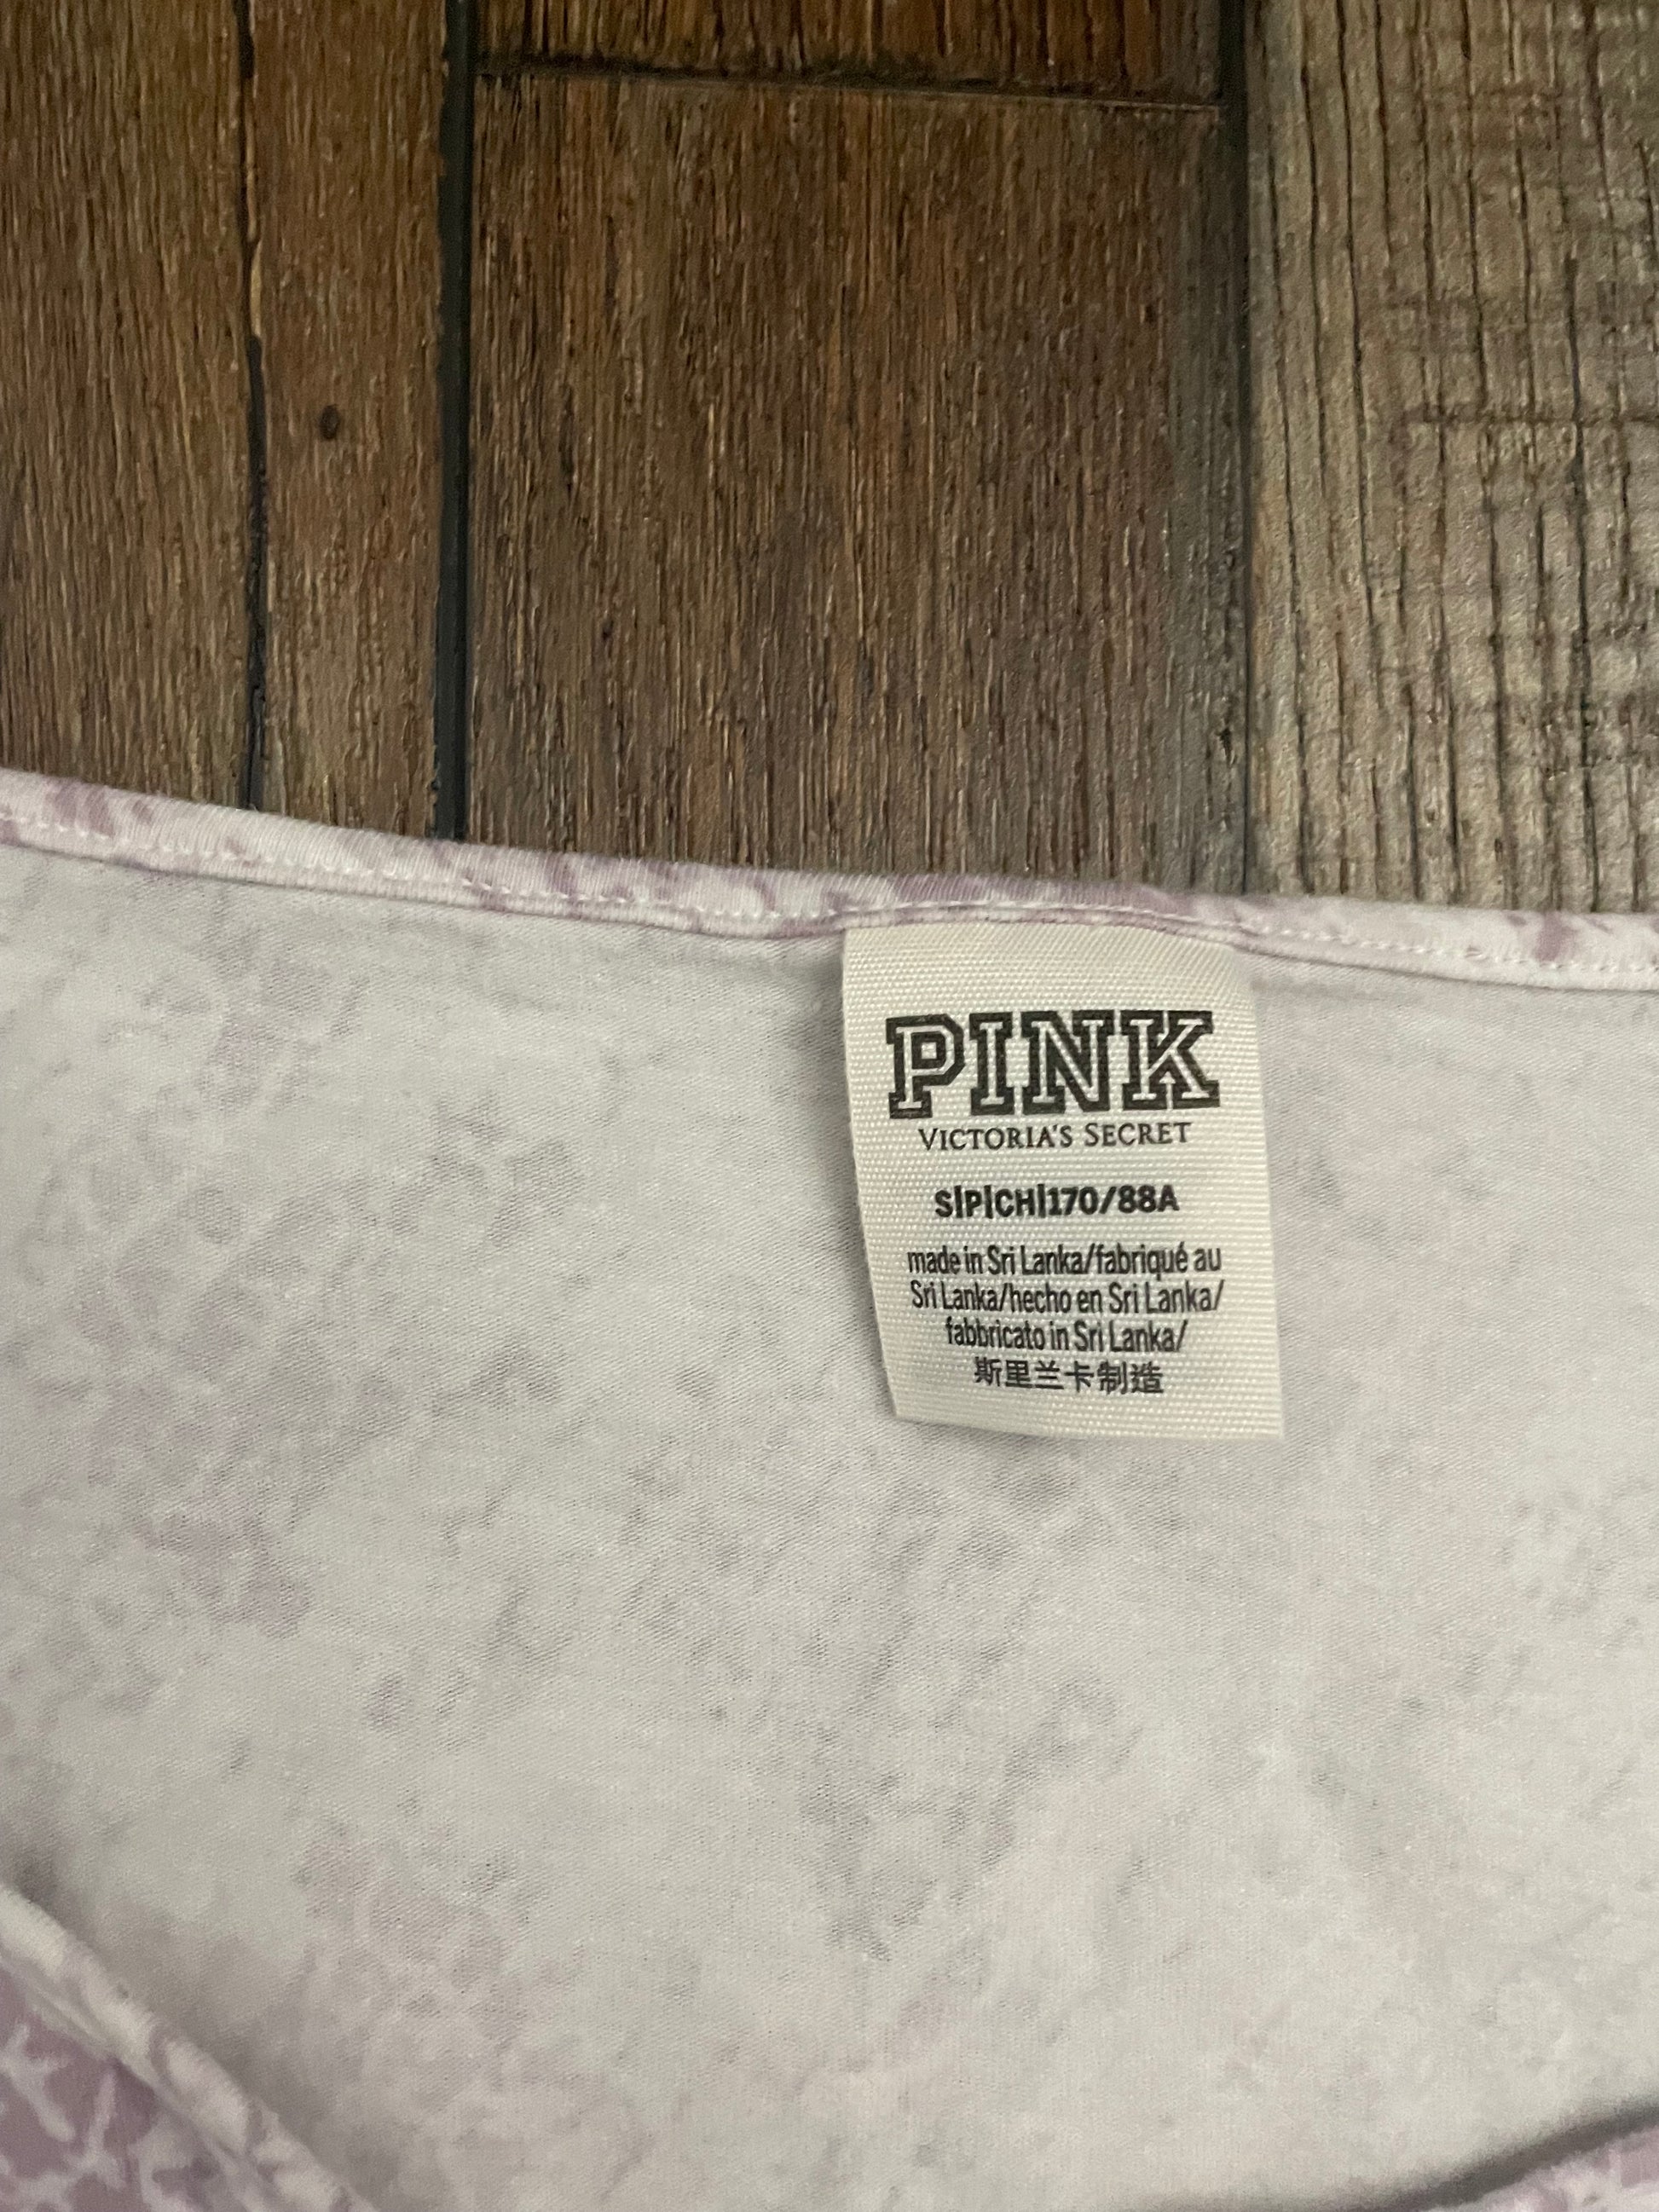 PINK
VICTORIA'S SECRET
S|P|CH|170/88A
made in Sri Lanka/fabriqué au
Sri Lanka/hecho en Sri Lanka/
fabbricato in Sri Lanka/
斯里兰卡制造